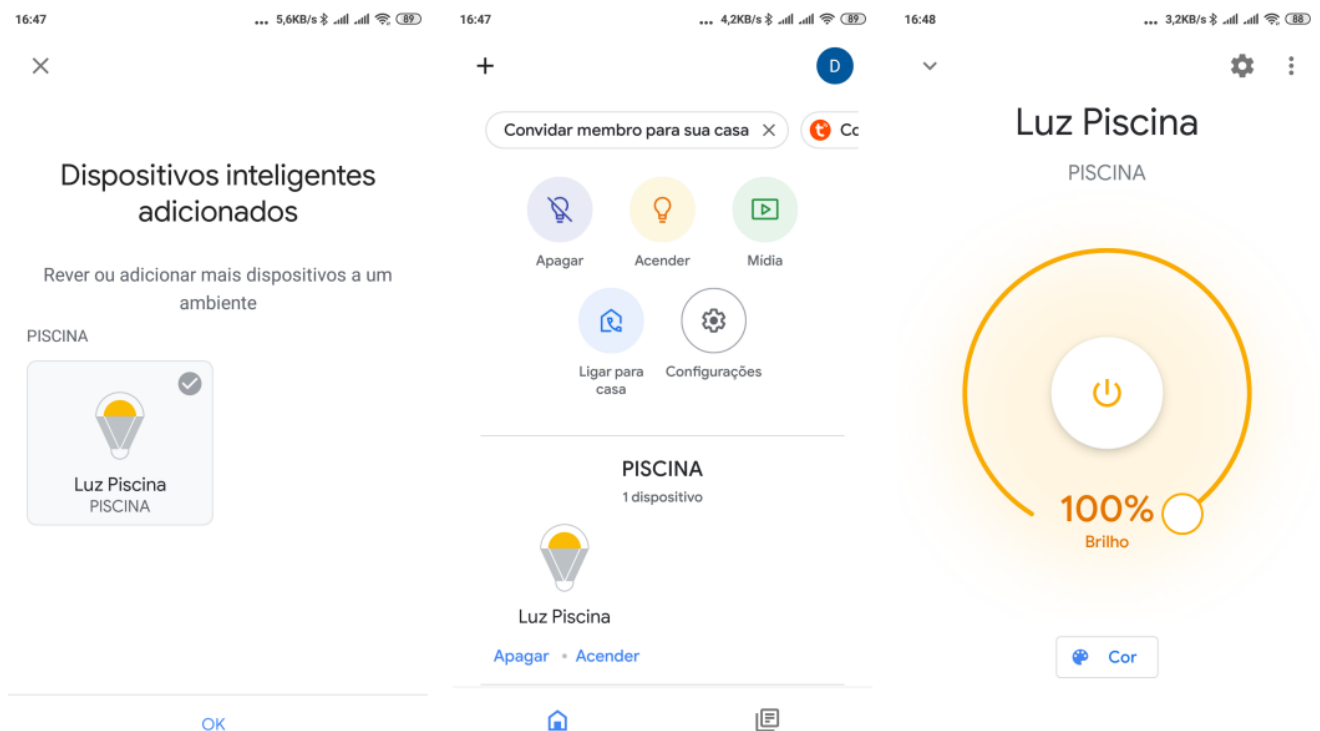 16:47
... 5,6KB/s 89
Dispositivos inteligentes
adicionados
Rever ou adicionar mais dispositivos a um
ambiente
PISCINA
Luz Piscina
PISCINA
OK
16:47
... 4,2KB/s 89
D
Convidar membro para sua casa
Co
Apagar
Acender
Mídia
Ligar para
casa
Configurações
PISCINA
1 dispositivo
Luz Piscina
Apagar • Acender
16:48
... 3,2KB/s 88
Luz Piscina
PISCINA
100%
Brilho
Cor